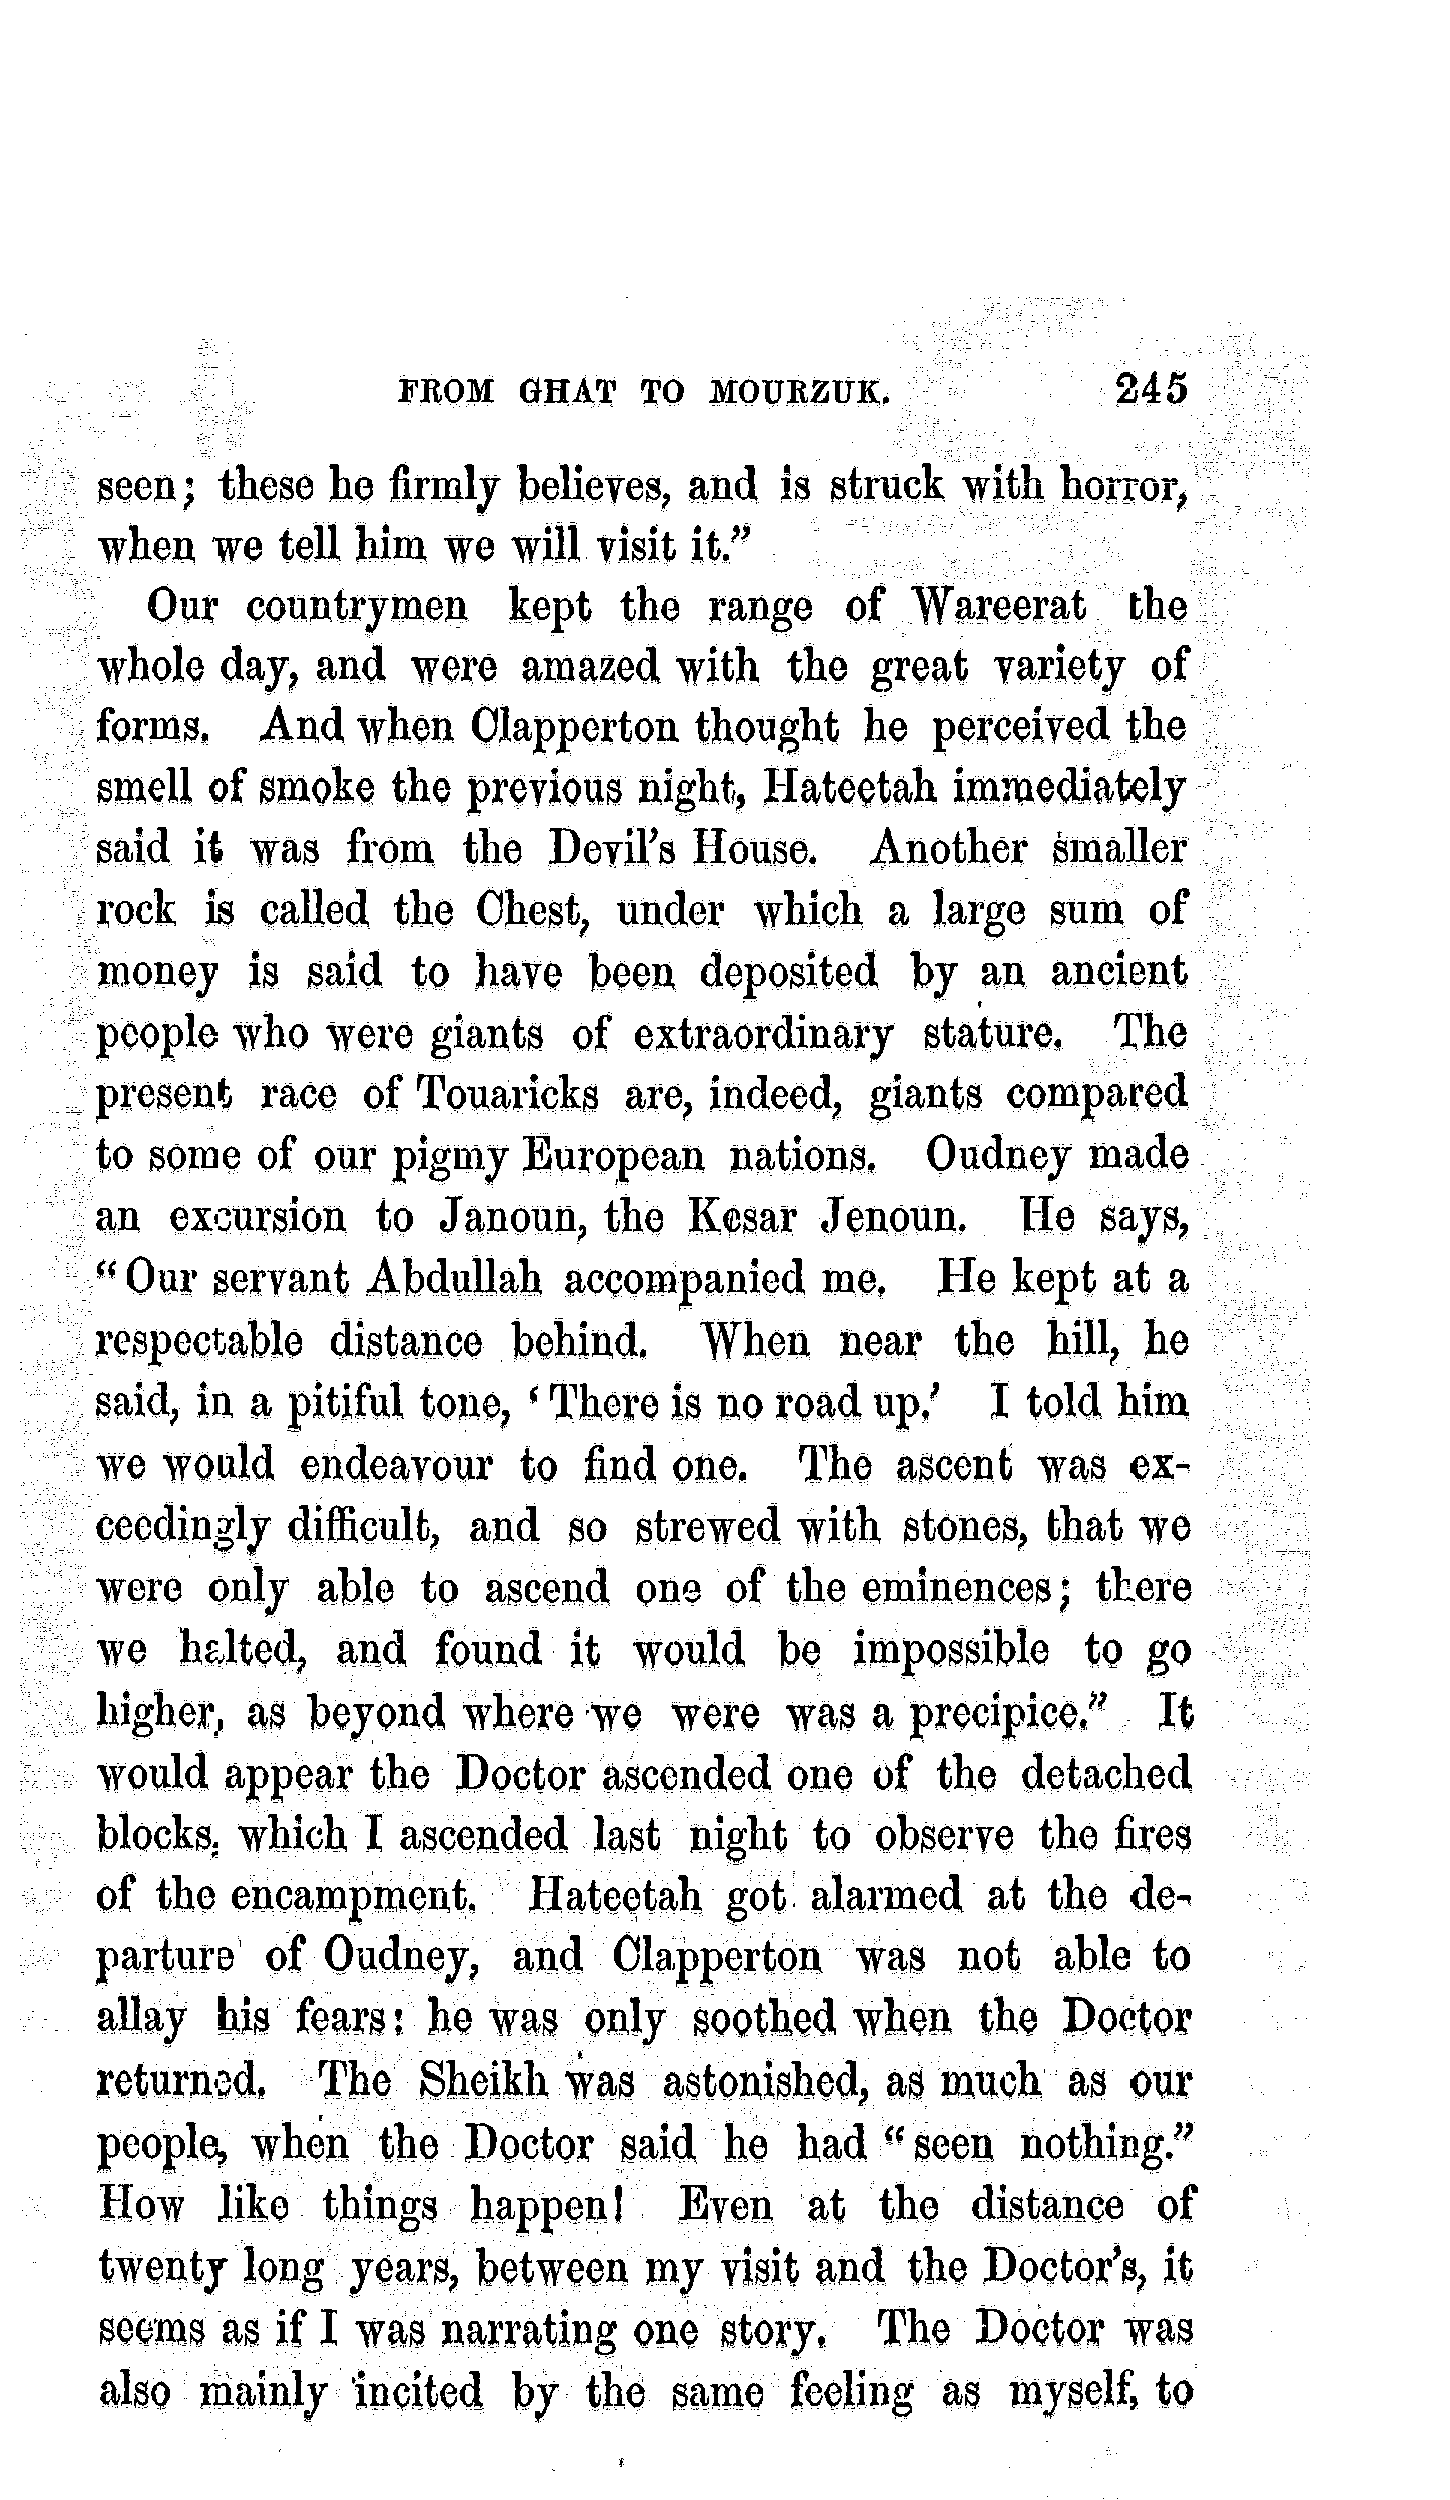 FROM GHAT TO MOURZUK. 245
seen; these he firmly believes, and is struck with horror,
when we tell him we will visit it.”
Our countrymen kept the range of Wareerat the
whole day, and were amazed with the great variety of
forms. And when Clapperton thought he perceived the
smell of smoke the previous night, Hateetah immediately
said it was from the Devil’s House. Another smaller
rock is called the Chest, under which a large sum of
money is said to have been deposited by an ancient
people who were giants of extraordinary stature. The
present race of Touaricks are, indeed, giants compared
to some of our pigmy European nations. Oudney made
an excursion to Janoun, the Kesar Jenoun. He says,
“Our servant Abdullah accompanied me. He kept at a
respectable distance behind. When near the hill, he
said, in a pitiful tone, ‘There is no road up.’ I told him
we would endeavour to find one. The ascent was ex-
ceedingly difficult, and so strewed with stones, that we
were only able to ascend one of the eminences; there
we halted, and found it would be impossible to go
higher, as beyond where we were was a precipice.” It
would appear the Doctor ascended one of the detached
blocks, which I ascended last night to observe the fires
of the encampment. Hateetah got alarmed at the de-
parture of Oudney, and Clapperton was not able to
allay his fears: he was only soothed when the Doctor
returned. The Sheikh was astonished, as much as our
people, when the Doctor said he had “seen nothing.”
How like things happen! Even at the distance of
twenty long years, between my visit and the Doctor’s, it
seems as if I was narrating one story. The Doctor was
also mainly incited by the same feeling as myself, to